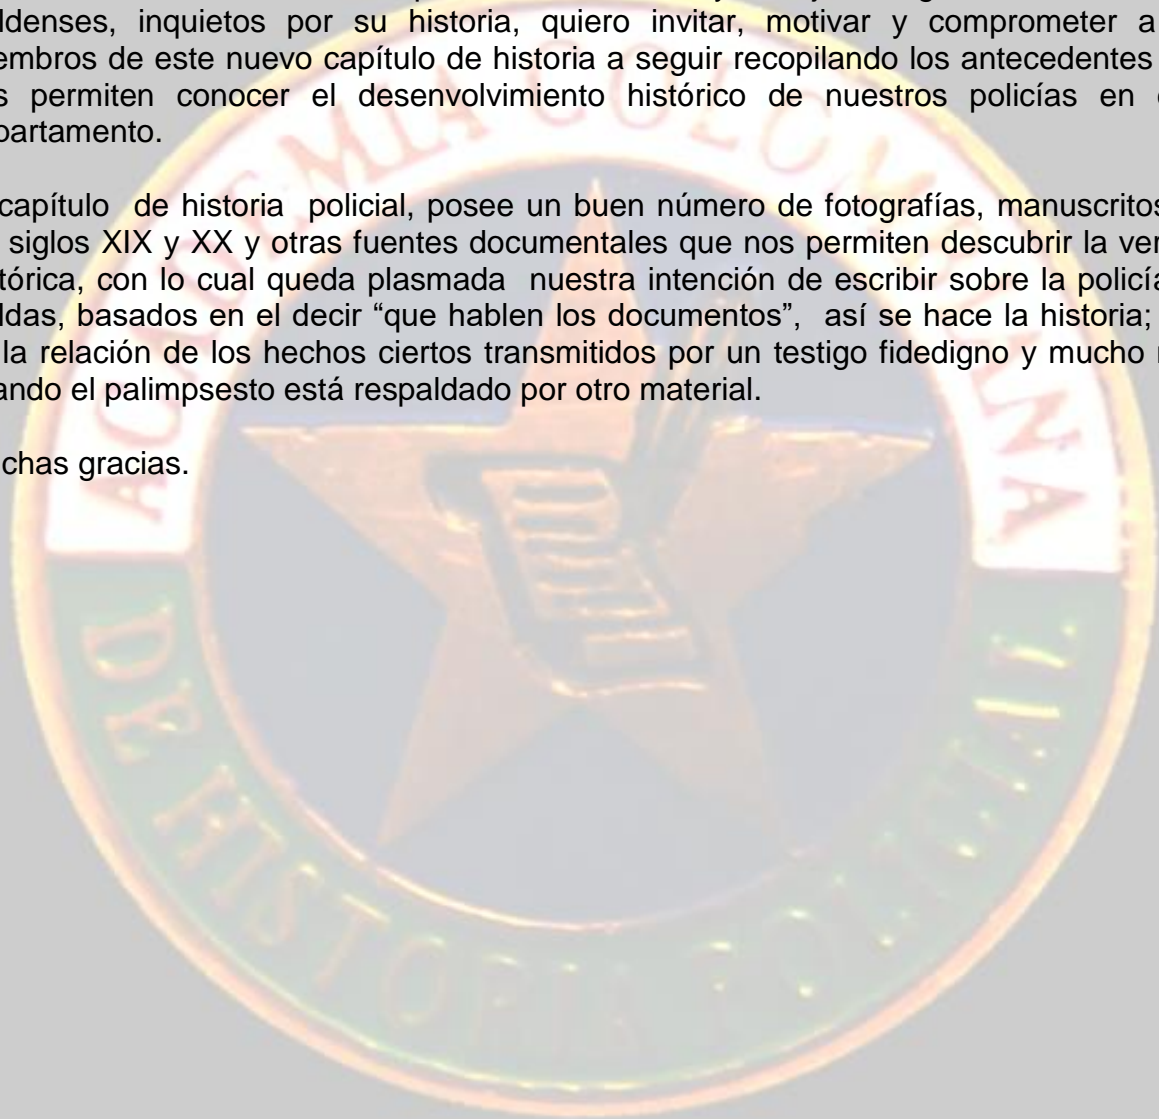 ldenses, inquietos por su historia, quiero invitar, motivar y comprometer a
embros de este nuevo capítulo de historia a seguir recopilando los antecedentes
s permiten conocer el desenvolvimiento histórico de nuestros policías en
partamento.
capítulo de historia policial, posee un buen número de fotografías, manuscritos
siglos XIX y XX y otras fuentes documentales que nos permiten descubrir la ver
tórica, con lo cual queda plasmada nuestra intención de escribir sobre la policía
ldas, basados en el decir “que hablen los documentos”, así se hace la historia;
la relación de los hechos ciertos transmitidos por un testigo fidedigno y mucho
ando el palimpsesto está respaldado por otro material.
chas gracias.
ACADEMIA COLOMBIANA
DE HISTORIA POLICIAL